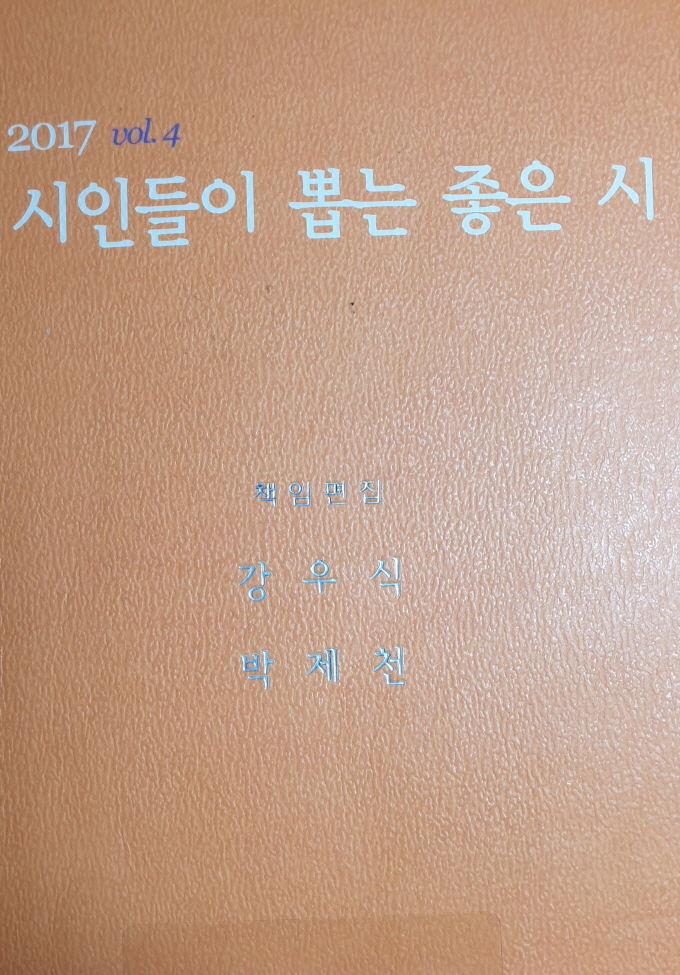 2017 vol. 4
시인들이 뽑는 좋은 시
책임편집
강우식
박제천